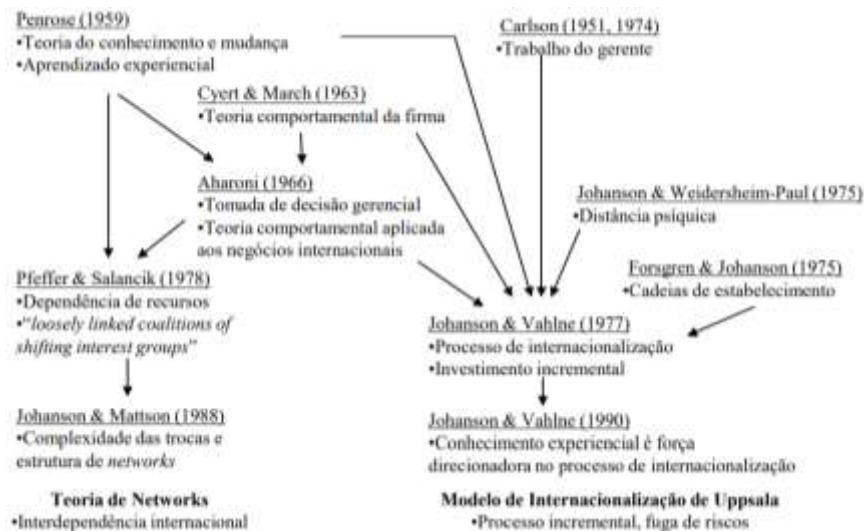 Penrose (1959)
•Teoria do conhecimento e mudança
•Aprendizado experiencial
Carlson (1951, 1974)
•Trabalho do gerente
Cyert & March (1963)
•Teoria comportamental da firma
Aharoni (1966)
•Tomada de decisão gerencial
•Teoria comportamental aplicada
aos negócios internacionais
Johanson & Weidersheim-Paul (1975)
•Distância psíquica
Forsgren & Johanson (1975)
•Cadeias de estabelecimento
Pfeffer & Salancik (1978)
•Dependência de recursos
•"loosely linked coalitions of
shifting interest groups"
Johanson & Vahlne (1977)
•Processo de internacionalização
•Investimento incremental
Johanson & Mattson (1988)
•Complexidade das trocas e
estrutura de networks
Johanson & Vahlne (1990)
•Conhecimento experiencial é força
direcionadora no processo de internacionalização
Teoria de Networks
•Interdependência internacional
Modelo de Internacionalização de Uppsala
•Processo incremental, fuga de riscos